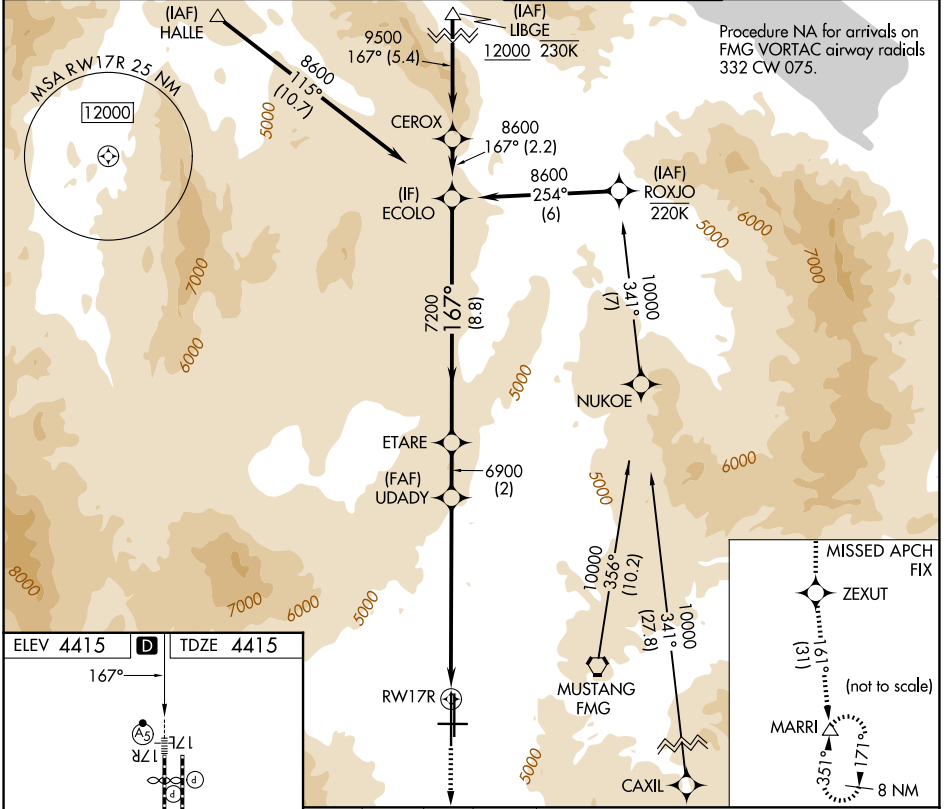 (IAF)
HALLE
(IAF)
LIBGE
12000 230K
9500
167° (5.4)
Procedure NA for arrivals on
FMG VORTAC airway radials
332 CW 075.
MSA RW17R 25 NM
12000
8600
115°
(10.7)
5000
CEROX
8600
167° (2.2)
(IF)
ECOLO
8600
254°
(6)
(IAF)
ROXJO
220K
6000
5000
7000
7000
6000
7200
167°
(8.8)
10000
341°
(7)
5000
NUKOE
ETARE
6900
(2)
(FAF)
UDADY
6000
5000
8000
7000
6000
5000
10000
356°
(10.2)
10000
341°
(27.8)
MISSED APCH
FIX
ZEXUT
161°
(31)
(not to scale)
MARRI
351°
171°
8 NM
ELEV 4415
D
TDZE 4415
167°
A5
17R
17L
P
P
RW17R
MUSTANG
FMG
5000
CAXIL